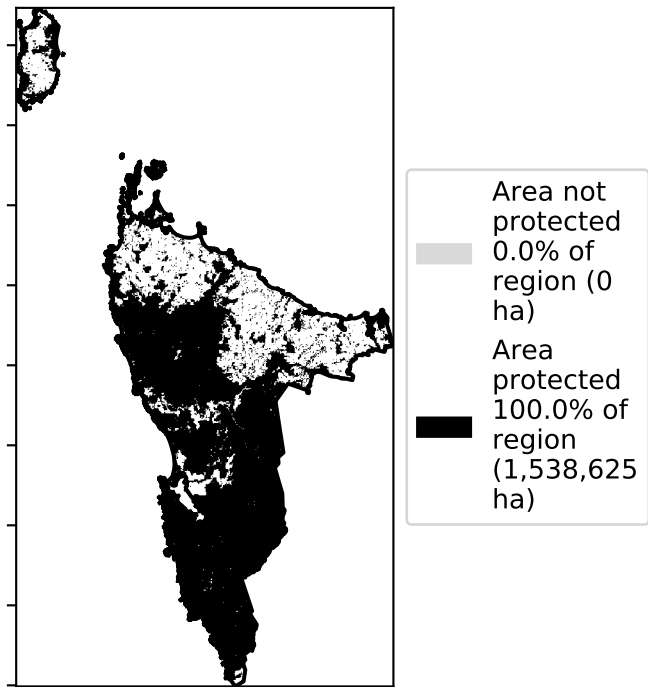 Area not
protected
0.0% of
region (0
ha)
Area
protected
100.0% of
region
(1,538,625
ha)